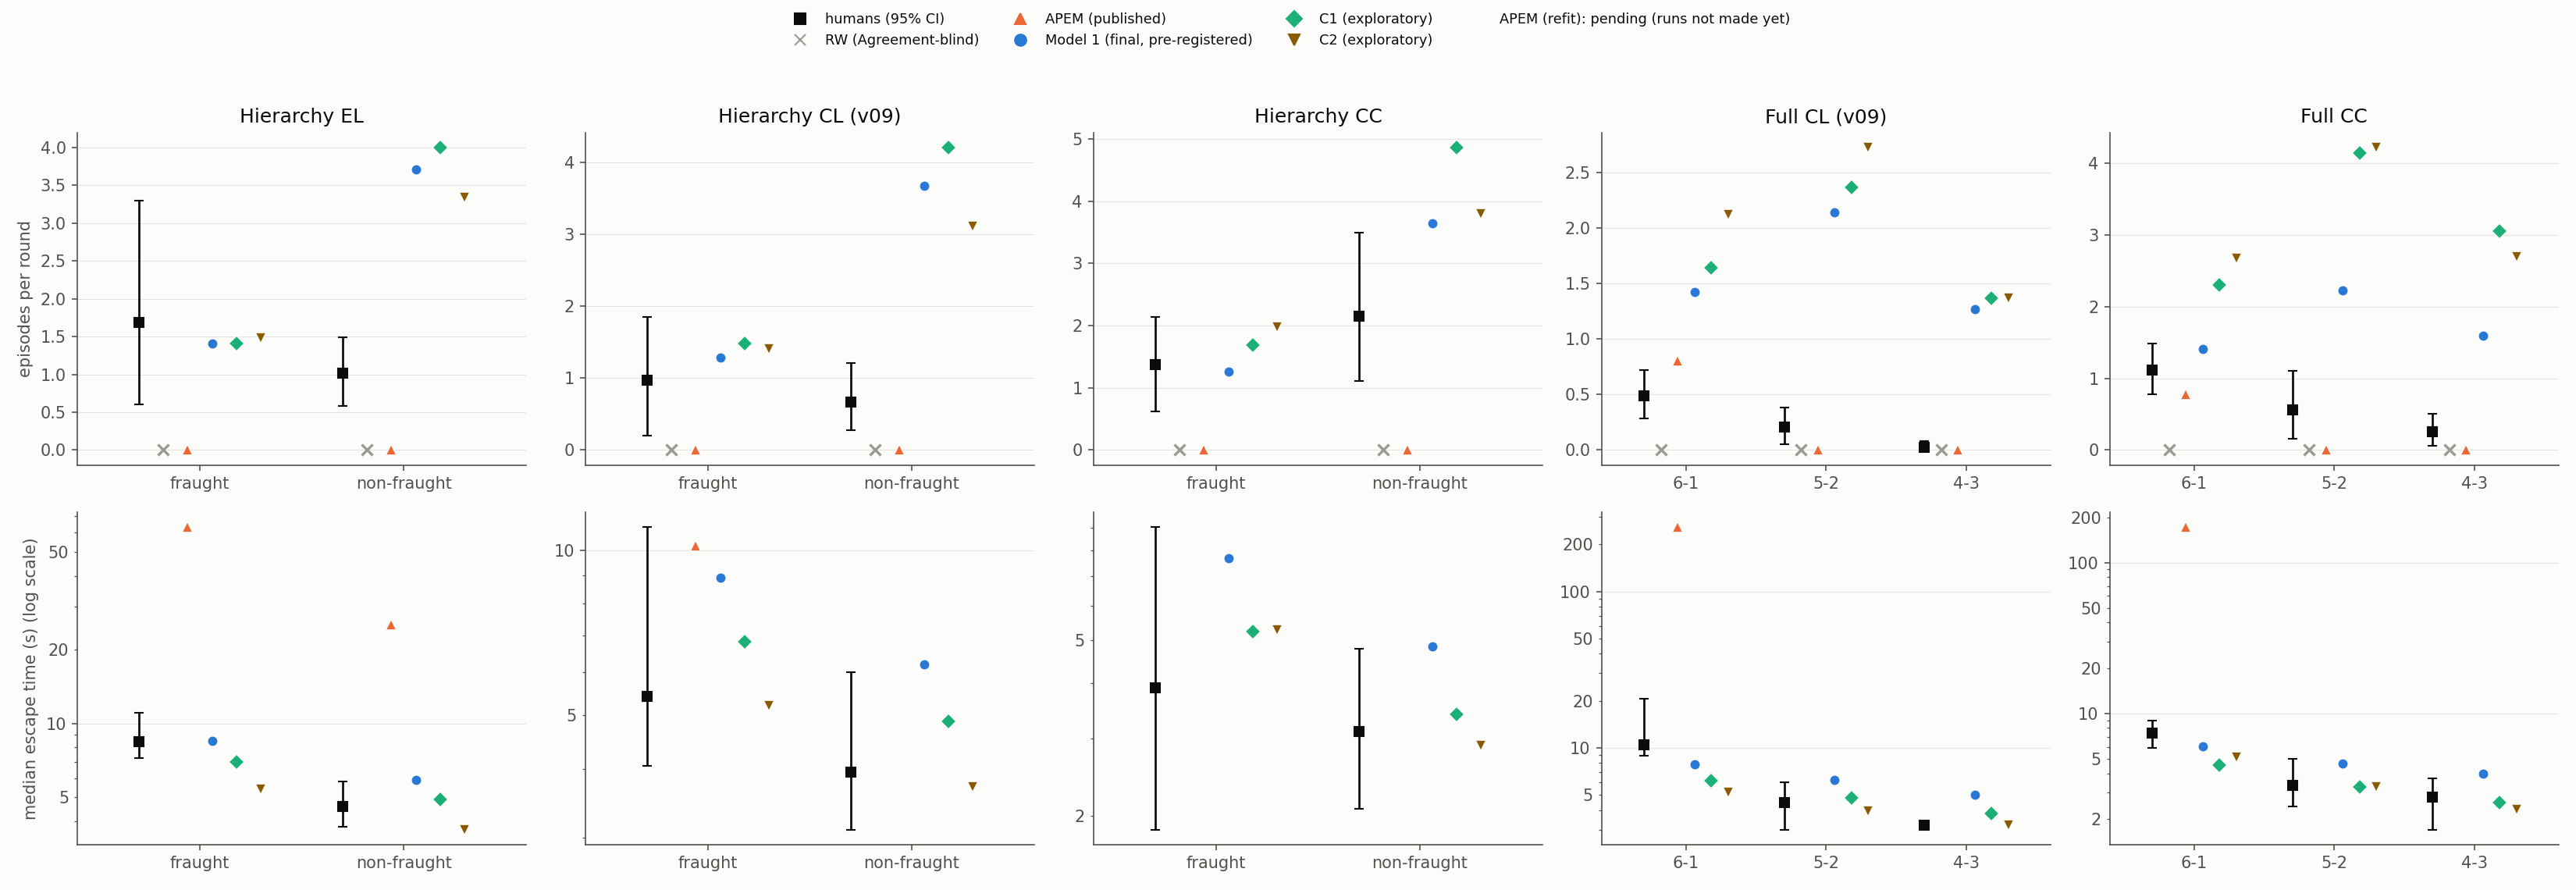 humans (95% CI)
RW (Agreement-blind)
APEM (published)
Model 1 (final, pre-registered)
C1 (exploratory)
C2 (exploratory)
APEM (refit): pending (runs not made yet)
Hierarchy EL
episodes per round
4.0
3.5
3.0
2.5
2.0
1.5
1.0
0.5
0.0
fraught
non-fraught
Hierarchy CL (v09)
4
3
2
1
0
fraught
non-fraught
Hierarchy CC
5
4
3
2
1
0
fraught
non-fraught
Full CL (v09)
2.5
2.0
1.5
1.0
0.5
0.0
6-1
5-2
4-3
Full CC
4
3
2
1
0
6-1
5-2
4-3
median escape time (s) (log scale)
50
20
10
5
fraught
non-fraught
10
5
fraught
non-fraught
5
2
fraught
non-fraught
200
100
50
20
10
5
6-1
5-2
4-3
200
100
50
20
10
5
2
6-1
5-2
4-3